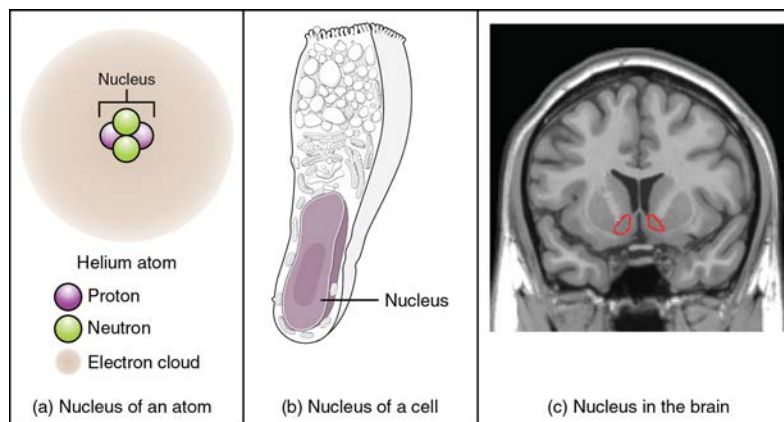 Nucleus
Helium atom
Proton
Neutron
Electron cloud
(a) Nucleus of an atom
Nucleus
(b) Nucleus of a cell
(c) Nucleus in the brain